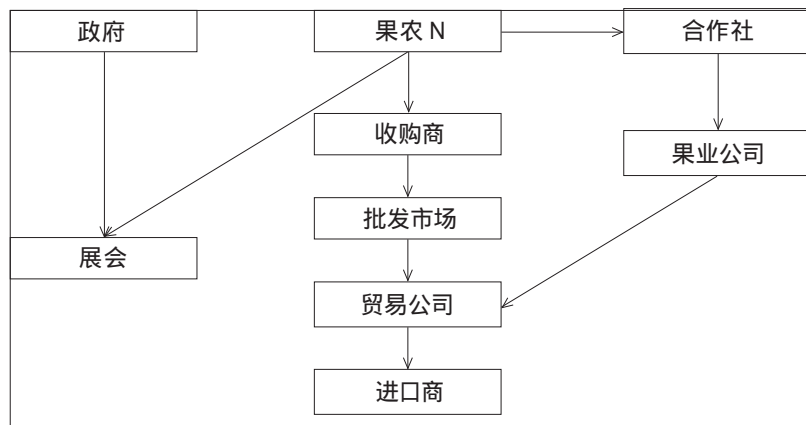 政府
果农 N
合作社
收购商
果业公司
批发市场
展会
贸易公司
进口商